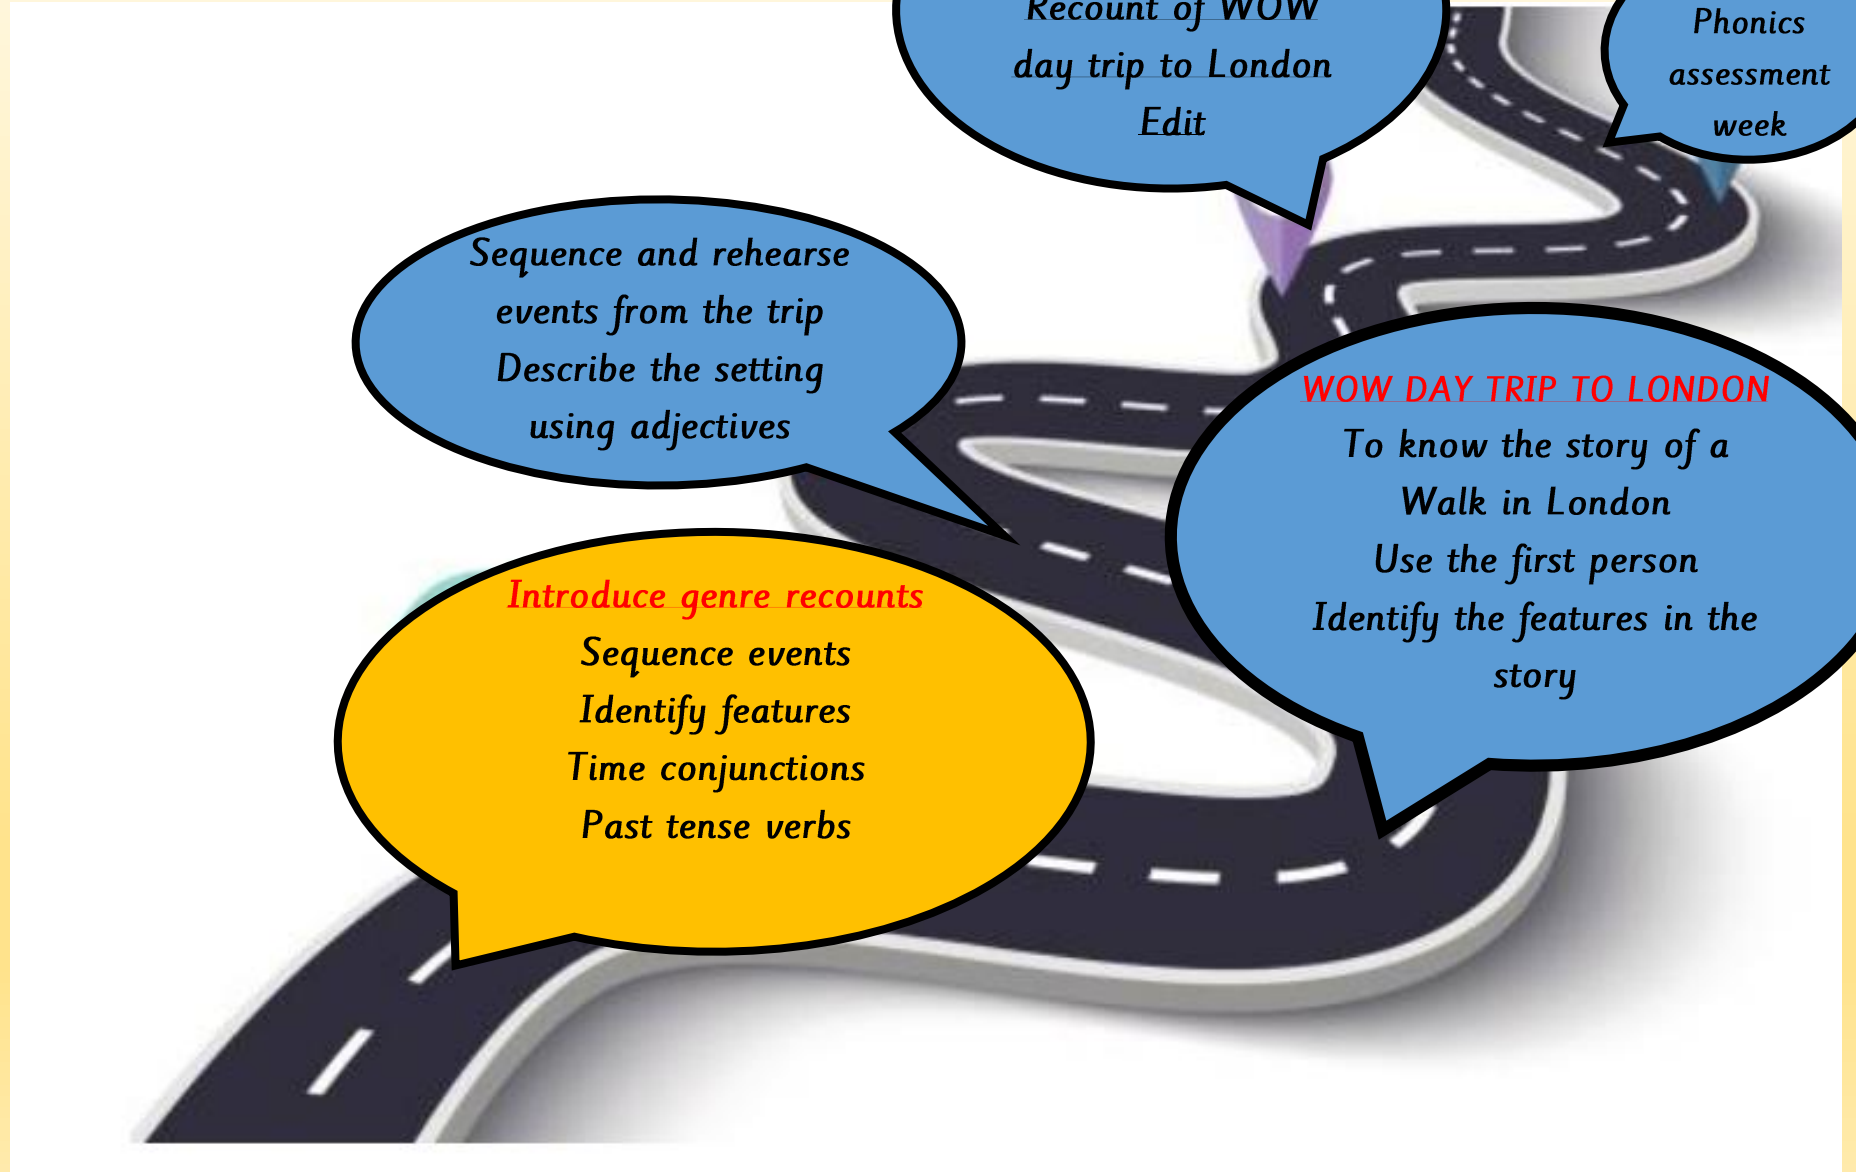 Recount of WOW
day trip to London
Edit
Phonics
assessment
week
Sequence and rehearse
events from the trip
Describe the setting
using adjectives
WOW DAY TRIP TO LONDON
To know the story of a
Walk in London
Use the first person
Identify the features in the
story
Introduce genre recounts
Sequence events
Identify features
Time conjunctions
Past tense verbs